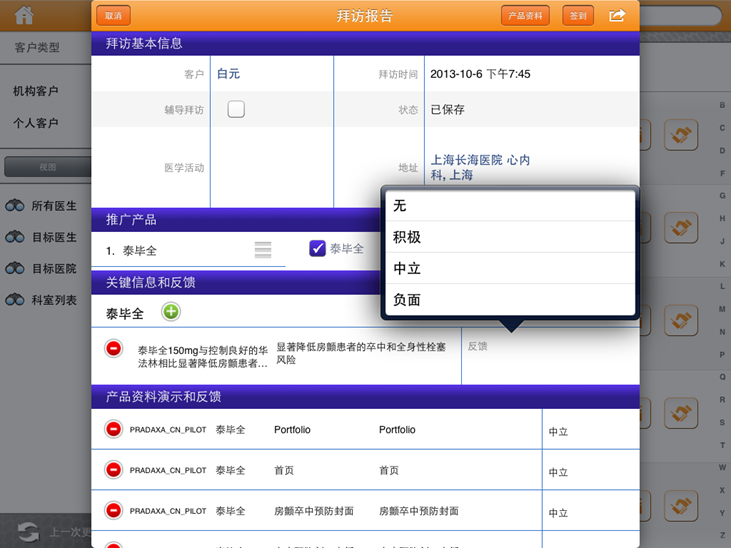 取消
拜访报告
产品资料
签到
客户类型
机构客户
个人客户
视图
所有医生
目标医生
目标医院
科室列表
上一次更
拜访基本信息
客户 白元 拜访时间 2013-10-6 下午7:45
辅导拜访 状态 已保存
医学活动 地址 上海长海医院 心内
科, 上海
推广产品
1. 泰毕全 泰毕全
无
积极
中立
负面
关键信息和反馈
泰毕全
泰毕全150mg与控制良好的华
法林相比显著降低房颤患者...
显著降低房颤患者的卒中和全身性栓塞
风险
反馈
产品资料演示和反馈
PRADAXA_CN_PILOT 泰毕全 Portfolio Portfolio 中立
PRADAXA_CN_PILOT 泰毕全 首页 首页 中立
PRADAXA_CN_PILOT 泰毕全 房颤卒中预防封面 房颤卒中预防封面 中立
B
C
D
F
G
H
J
K
L
M
N
P
Q
R
S
T
W
X
Y
Z